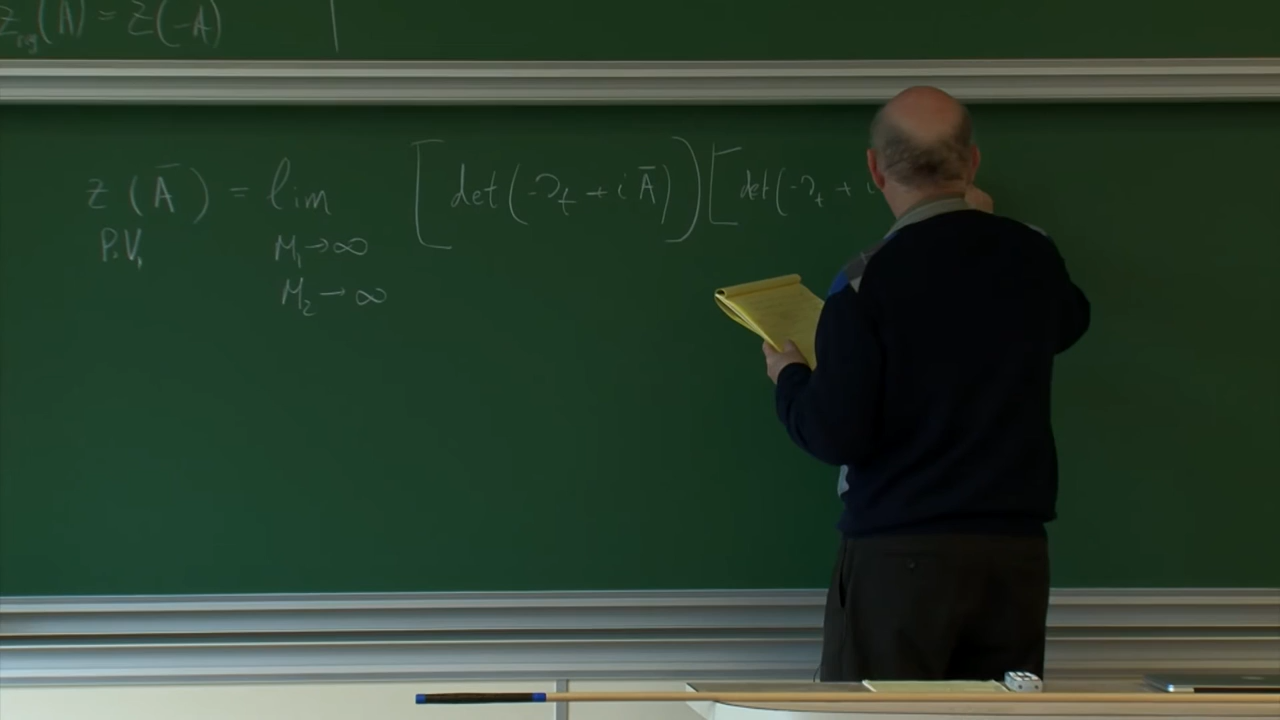 Z_reg(A) = Z(-A)
z(Ā) = lim [det(-∂_t + iĀ)][det(-∂_t + i
P.V. M₁→∞
M₂→∞